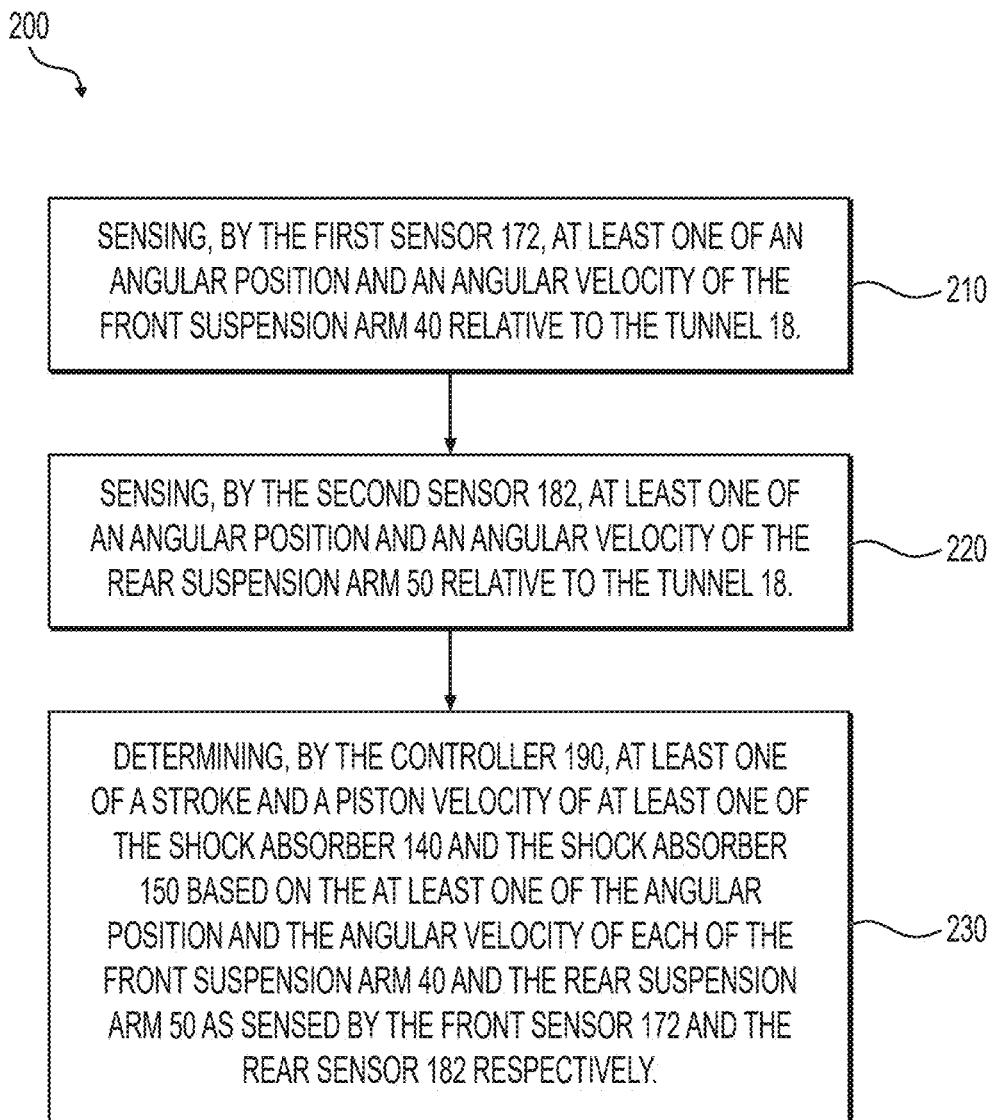 200
SENSING, BY THE FIRST SENSOR 172, AT LEAST ONE OF AN
ANGULAR POSITION AND AN ANGULAR VELOCITY OF THE
FRONT SUSPENSION ARM 40 RELATIVE TO THE TUNNEL 18.
210
SENSING, BY THE SECOND SENSOR 182, AT LEAST ONE OF
AN ANGULAR POSITION AND AN ANGULAR VELOCITY OF THE
REAR SUSPENSION ARM 50 RELATIVE TO THE TUNNEL 18.
220
DETERMINING, BY THE CONTROLLER 190, AT LEAST ONE
OF A STROKE AND A PISTON VELOCITY OF AT LEAST ONE OF
THE SHOCK ABSORBER 140 AND THE SHOCK ABSORBER
150 BASED ON THE AT LEAST ONE OF THE ANGULAR
POSITION AND THE ANGULAR VELOCITY OF EACH OF THE
FRONT SUSPENSION ARM 40 AND THE REAR SUSPENSION
ARM 50 AS SENSED BY THE FRONT SENSOR 172 AND THE
REAR SENSOR 182 RESPECTIVELY.
230